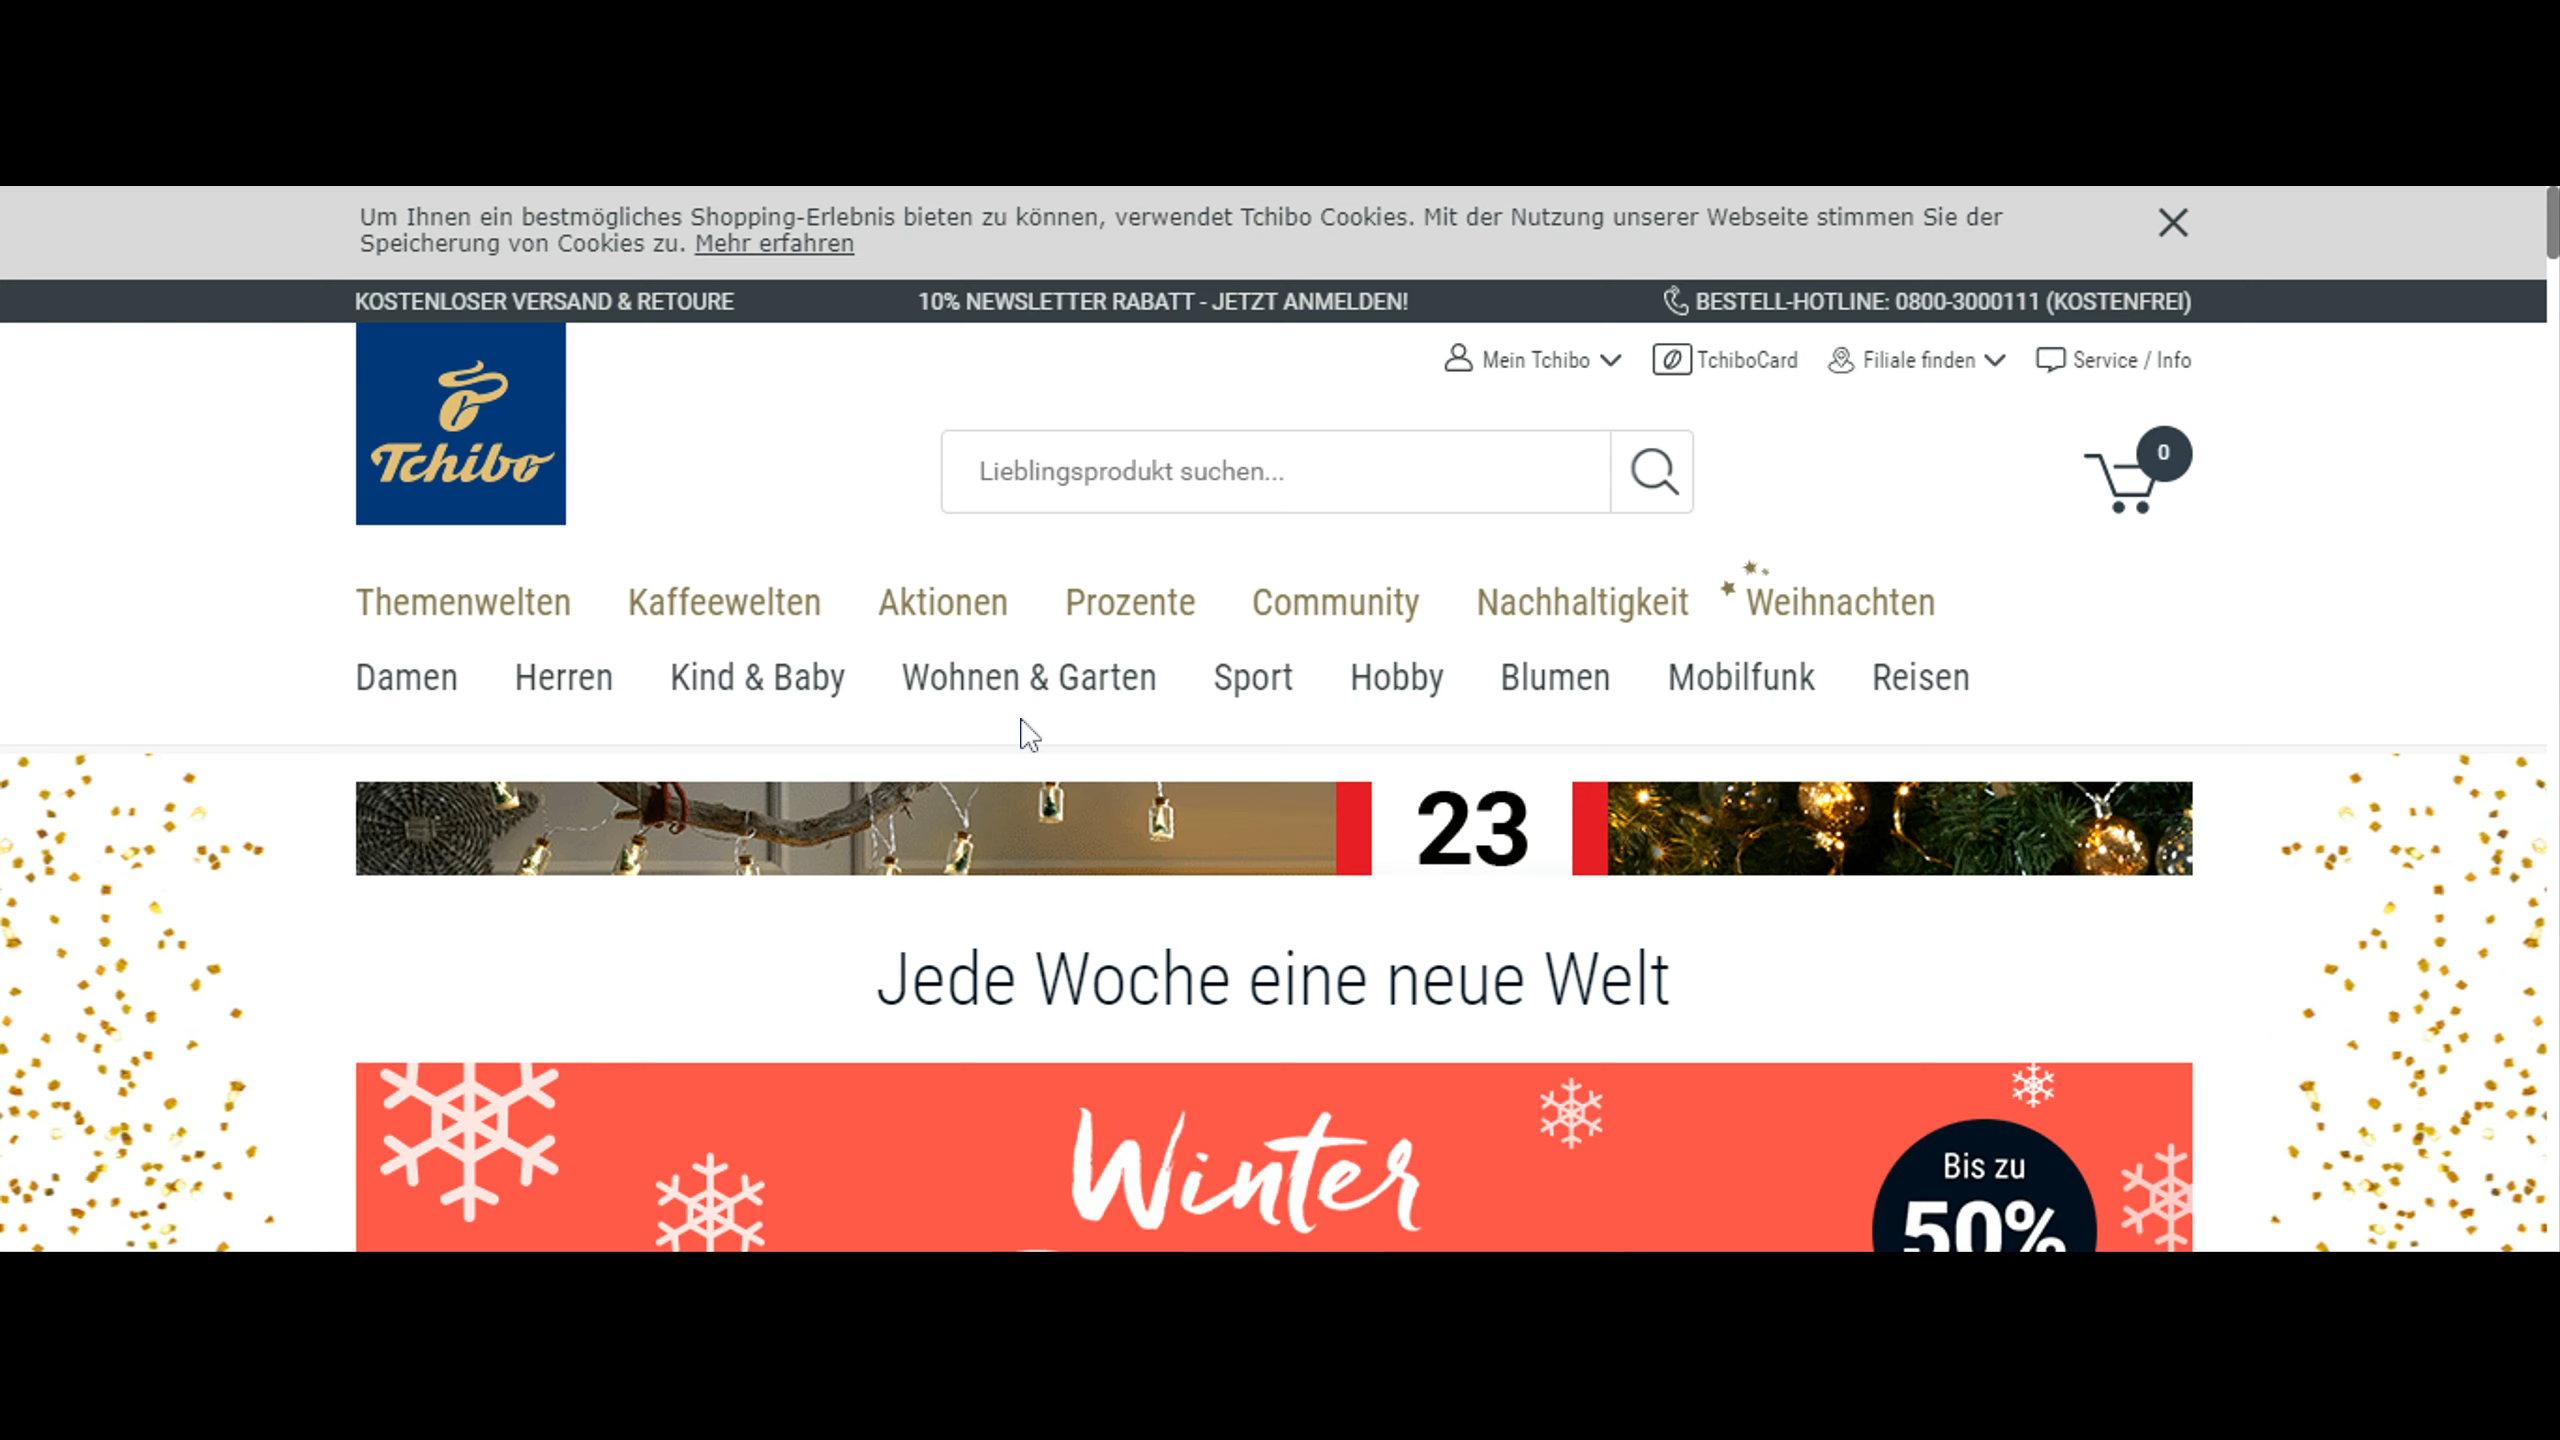 Um Ihnen ein bestmögliches Shopping-Erlebnis bieten zu können, verwendet Tchibo Cookies. Mit der Nutzung unserer Webseite stimmen Sie der
Speicherung von Cookies zu. Mehr erfahren
KOSTENLOSER VERSAND & RETOURE
10% NEWSLETTER RABATT - JETZT ANMELDEN!
BESTELL-HOTLINE: 0800-3000111 (KOSTENFREI)
Mein Tchibo
TchiboCard
Filiale finden
Service / Info
Tchibo
Lieblingsprodukt suchen...
0
Themenwelten Kaffeewelten Aktionen Prozente Community Nachhaltigkeit Weihnachten
Damen Herren Kind & Baby Wohnen & Garten Sport Hobby Blumen Mobilfunk Reisen
23
Jede Woche eine neue Welt
Winter
Bis zu
50%